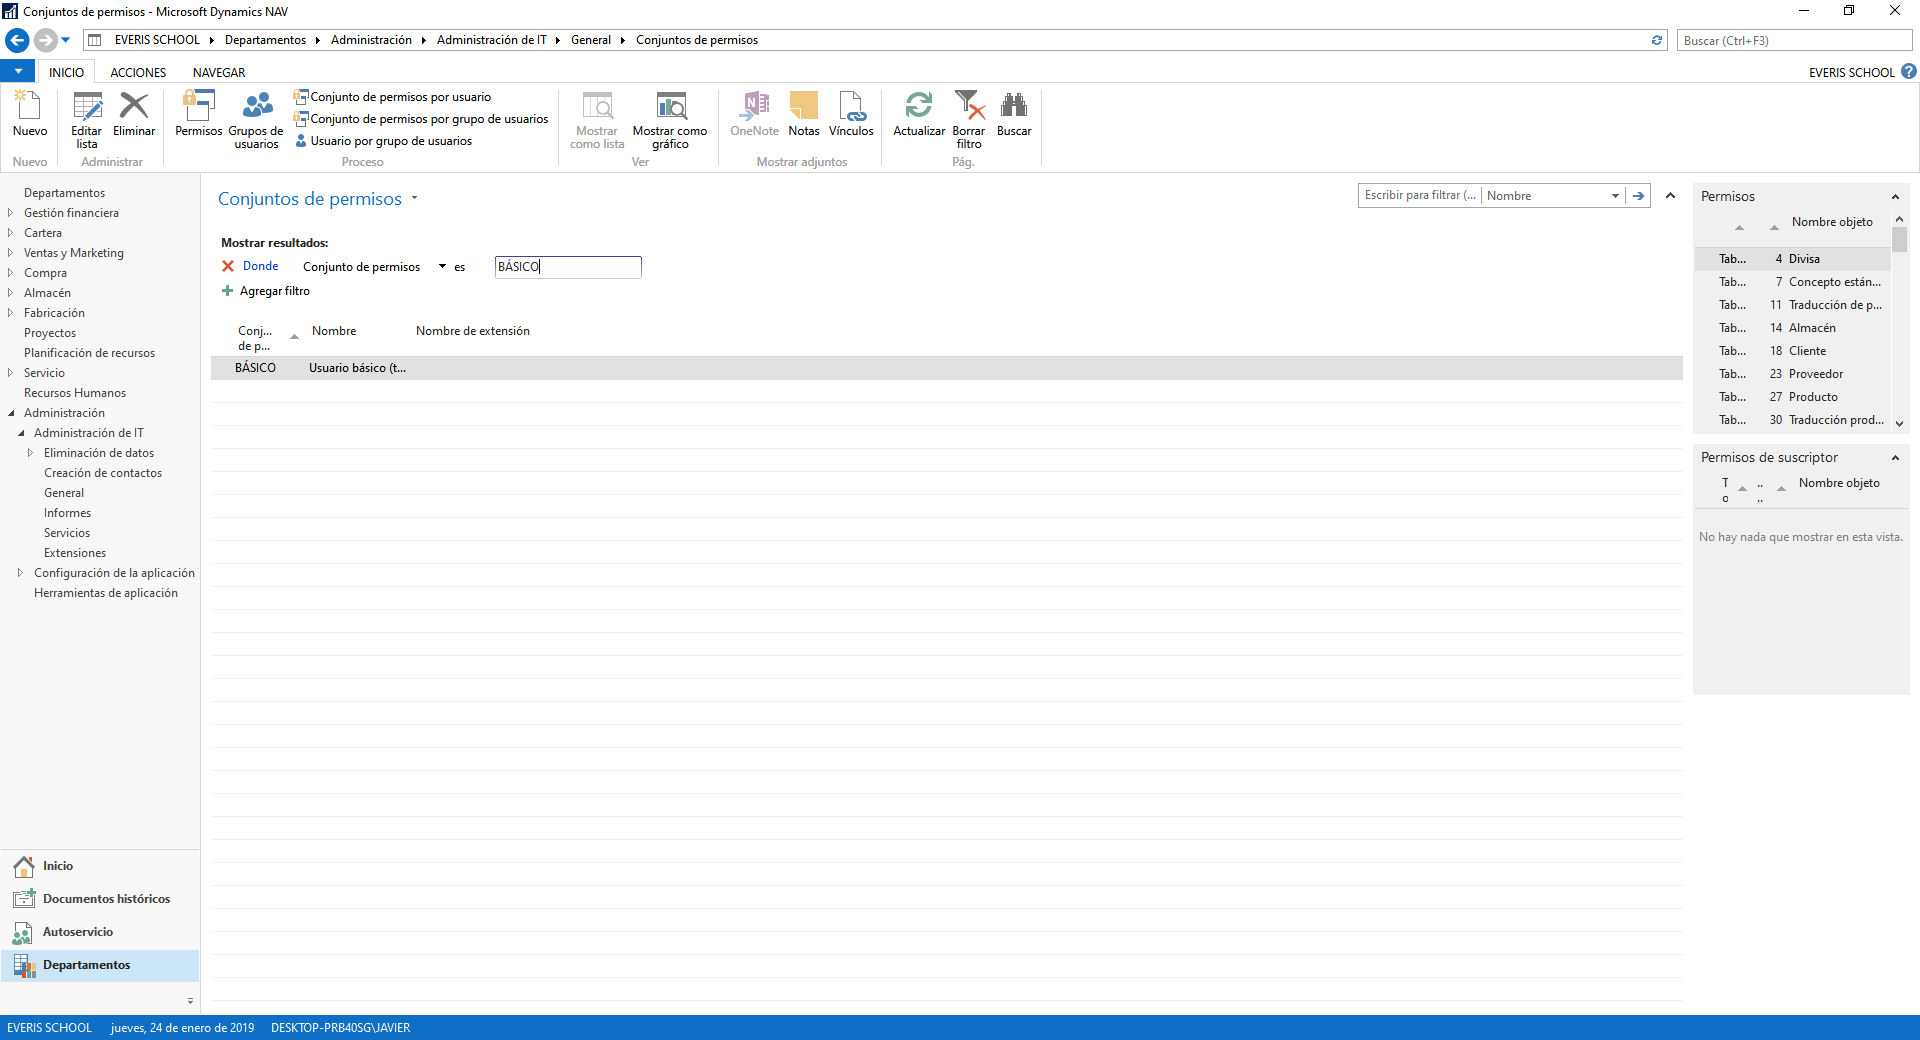 Conjuntos de permisos - Microsoft Dynamics NAV
EVERIS SCHOOL Departamentos Administración Administración de IT General Conjuntos de permisos
Buscar (Ctrl+F3)
INICIO ACCIONES NAVEGAR
EVERIS SCHOOL
Nuevo
Editar lista
Eliminar
Permisos
Grupos de usuarios
Conjunto de permisos por usuario
Conjunto de permisos por grupo de usuarios
Usuario por grupo de usuarios
Mostrar como lista
Mostrar como gráfico
OneNote
Notas
Vínculos
Actualizar
Borrar filtro
Buscar
Nuevo Administrar Proceso Ver Mostrar adjuntos Pág.
Departamentos
Gestión financiera
Cartera
Ventas y Marketing
Compra
Almacén
Fabricación
Proyectos
Planificación de recursos
Servicio
Recursos Humanos
Administración
Administración de IT
Eliminación de datos
Creación de contactos
General
Informes
Servicios
Extensiones
Configuración de la aplicación
Herramientas de aplicación
Inicio
Documentos históricos
Autoservicio
Departamentos
Conjuntos de permisos
Escribir para filtrar (... Nombre
Mostrar resultados:
Donde Conjunto de permisos es BÁSICO
Agregar filtro
Conj... de p... Nombre Nombre de extensión
BÁSICO Usuario básico (t...
Permisos
Nombre objeto
Tab... 4 Divisa
Tab... 7 Concepto están...
Tab... 11 Traducción de p...
Tab... 14 Almacén
Tab... 18 Cliente
Tab... 23 Proveedor
Tab... 27 Producto
Tab... 30 Traducción prod...
Permisos de suscriptor
T .. Nombre objeto
o ..
No hay nada que mostrar en esta vista.
EVERIS SCHOOL jueves, 24 de enero de 2019 DESKTOP-PRB40SG\JAVIER